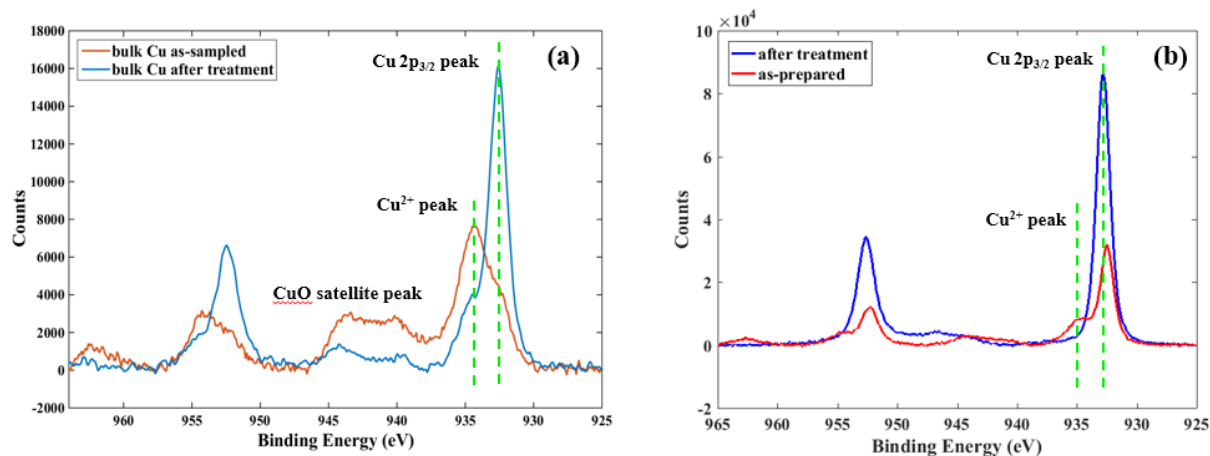 bulk Cu as-sampled
bulk Cu after treatment
(a)
Cu 2p3/2 peak
Cu2+ peak
CuO satellite peak
18000
16000
14000
12000
10000
8000
6000
4000
2000
0
-2000
Counts
960 955 950 945 940 935 930 925
Binding Energy (eV)
×10^4
after treatment
as-prepared
(b)
Cu 2p3/2 peak
Cu2+ peak
10
8
6
4
2
0
-2
Counts
965 960 955 950 945 940 935 930 925
Binding Energy (eV)